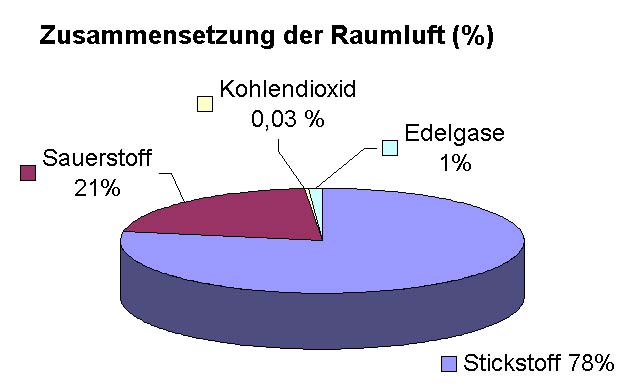 Zusammensetzung der Raumluft (%)
Kohlendioxid
0,03 %
Edelgase
1%
Sauerstoff
21%
Stickstoff 78%